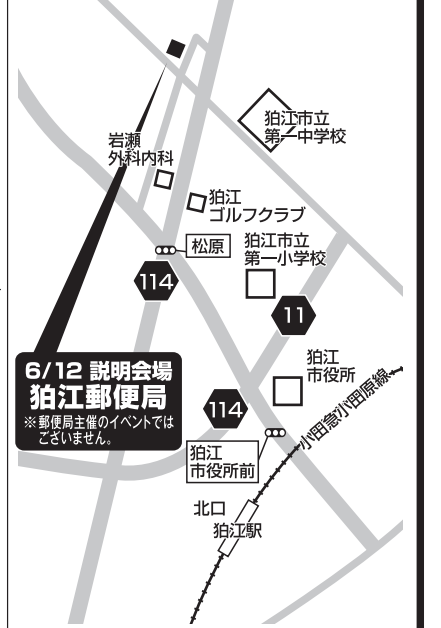 狛江市立
第一中学校
岩瀬
外科内科
狛江
ゴルフクラブ
松原
狛江市立
第一小学校
114
11
6/12 説明会場
狛江郵便局
※郵便局主催のイベントでは
ございません。
狛江
市役所
114
小田急小田原線
狛江
市役所前
北口
狛江駅